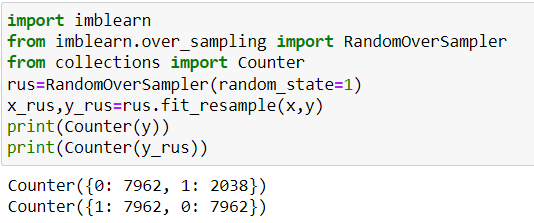 import imblearn
from imblearn.over_sampling import RandomOverSampler
from collections import Counter
rus=RandomOverSampler(random_state=1)
x_rus,y_rus=rus.fit_resample(x,y)
print(Counter(y))
print(Counter(y_rus))
Counter({0: 7962, 1: 2038})
Counter({1: 7962, 0: 7962})